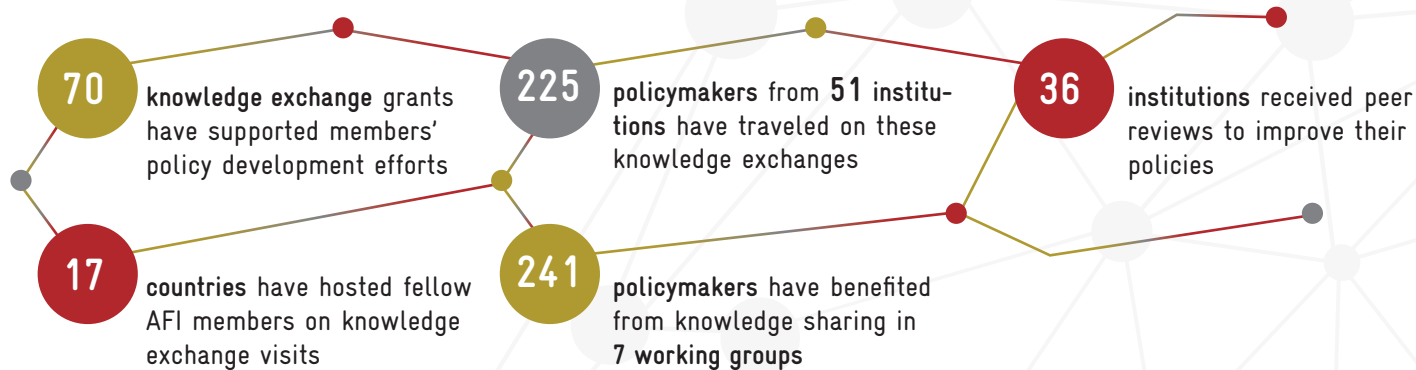 70
knowledge exchange grants
have supported members'
policy development efforts
225
policymakers from 51 institu-
tions have traveled on these
knowledge exchanges
36
institutions received peer
reviews to improve their
policies
17
countries have hosted fellow
AFI members on knowledge
exchange visits
241
policymakers have benefited
from knowledge sharing in
7 working groups